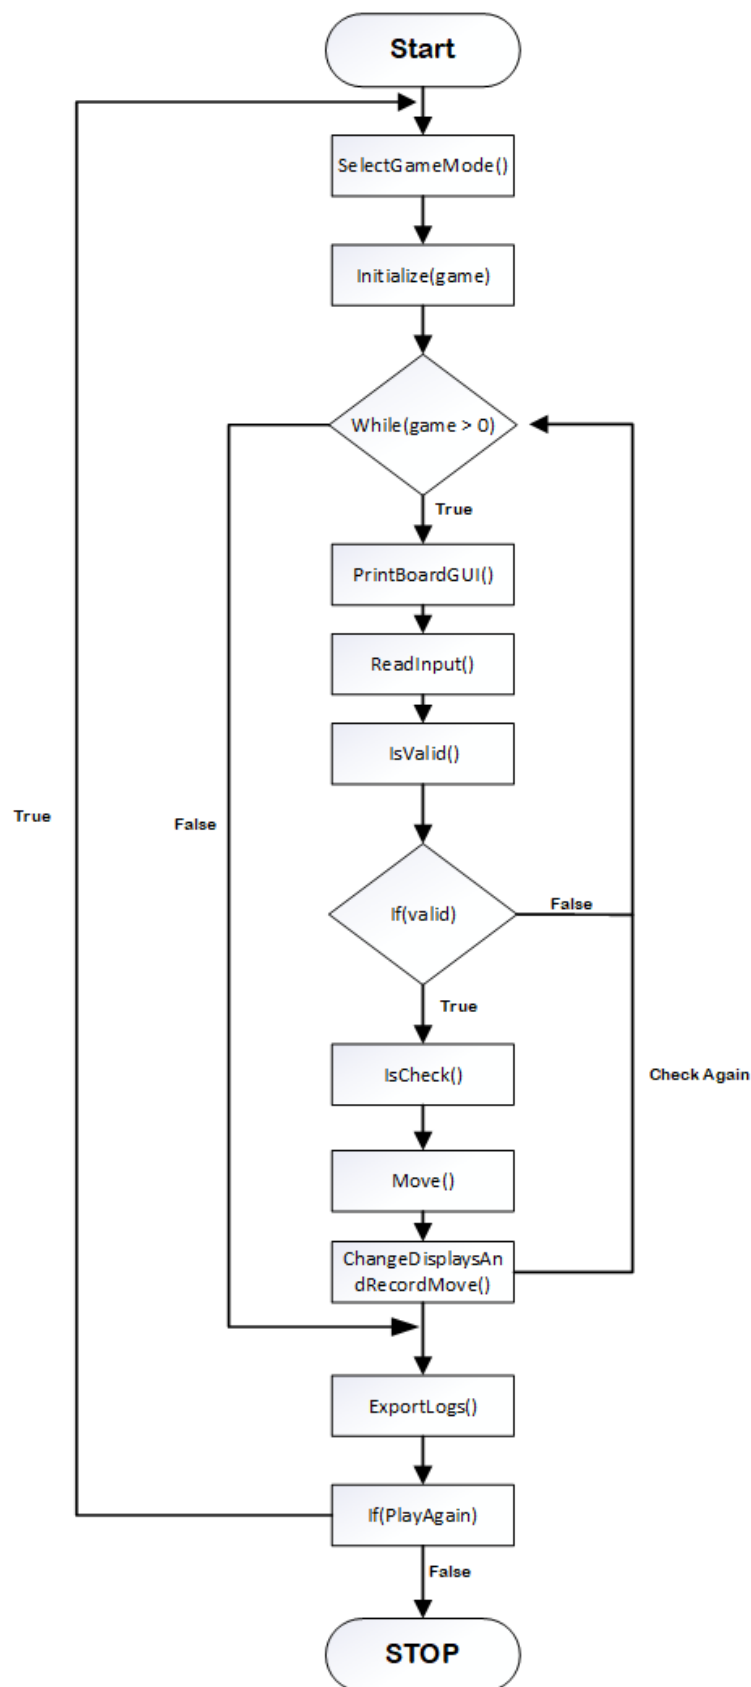 Start
SelectGameMode()
Initialize(game)
While(game > 0)
True
PrintBoardGUI()
ReadInput()
IsValid()
True
False
If(valid)
False
True
IsCheck()
Check Again
Move()
ChangeDisplaysAn
dRecordMove()
ExportLogs()
If(PlayAgain)
False
STOP